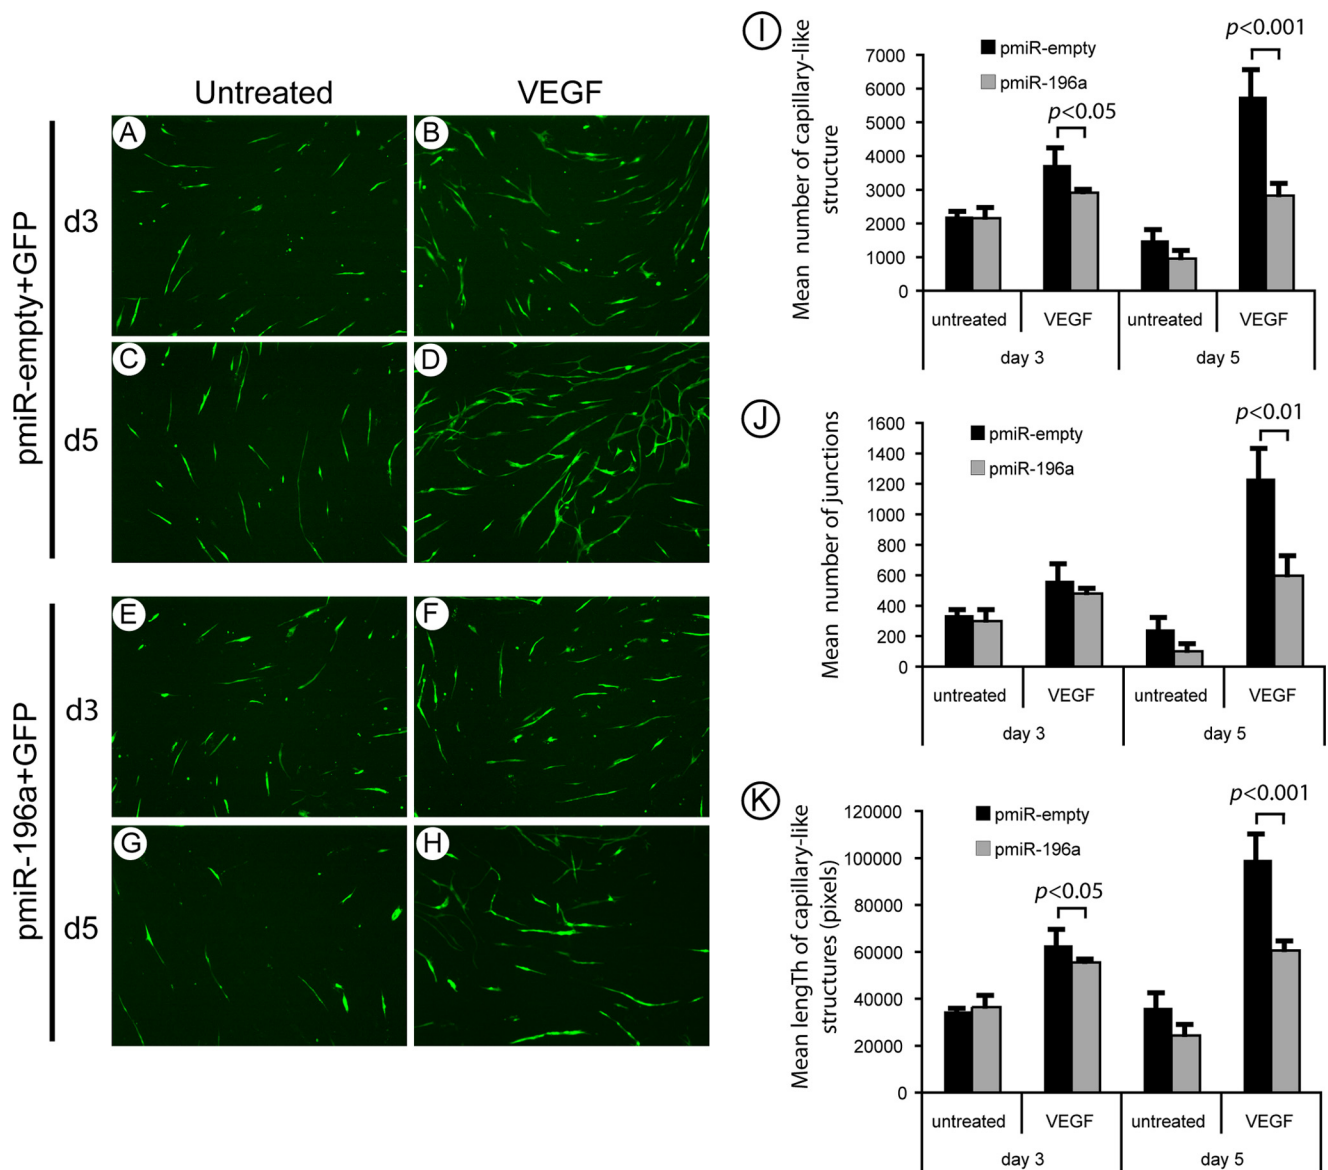 Untreated
VEGF
pmiR-empty+GFP
d3
A
B
d5
C
D
pmiR-196a+GFP
d3
E
F
d5
G
H
I
Mean number of capillary-like
structure
pmiR-empty
pmiR-196a
p<0.05
p<0.001
7000
6000
5000
4000
3000
2000
1000
0
untreated
VEGF
untreated
VEGF
day 3
day 5
J
Mean number of junctions
pmiR-empty
pmiR-196a
p<0.01
1600
1400
1200
1000
800
600
400
200
0
untreated
VEGF
untreated
VEGF
day 3
day 5
K
Mean lengTh of capillary-like
structures (pixels)
pmiR-empty
pmiR-196a
p<0.05
p<0.001
120000
100000
80000
60000
40000
20000
0
untreated
VEGF
untreated
VEGF
day 3
day 5